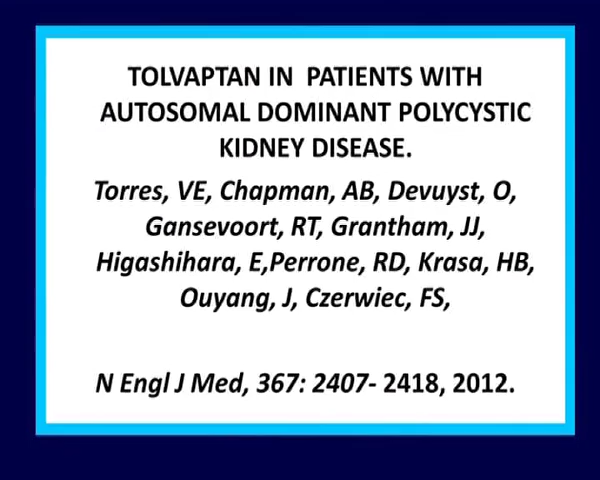 TOLVAPTAN IN PATIENTS WITH
AUTOSOMAL DOMINANT POLYCYSTIC
KIDNEY DISEASE.
Torres, VE, Chapman, AB, Devuyst, O,
Gansevoort, RT, Grantham, JJ,
Higashihara, E,Perrone, RD, Krasa, HB,
Ouyang, J, Czerwiec, FS,
N Engl J Med, 367: 2407- 2418, 2012.